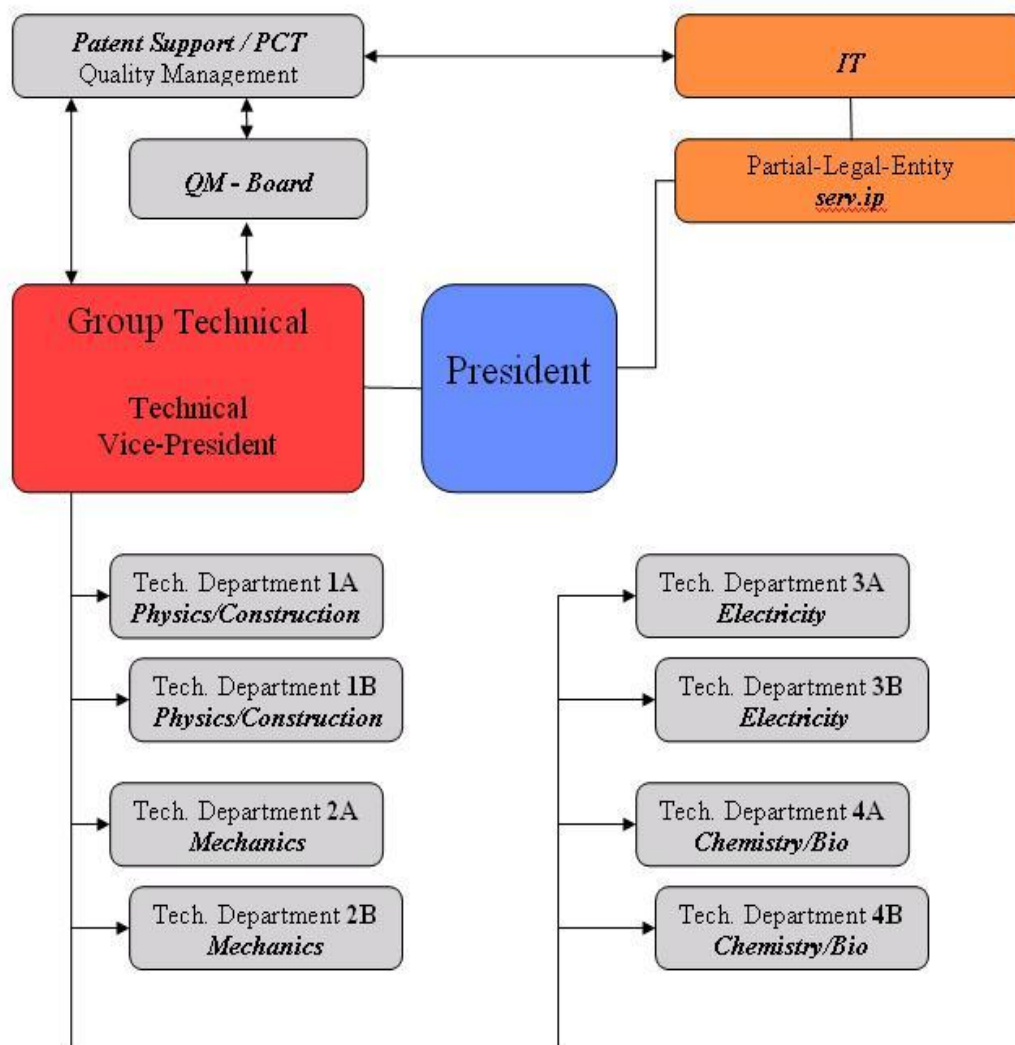 Patent Support / PCT
Quality Management
IT
QM - Board
Partial-Legal-Entity
serv.ip
Group Technical
Technical
Vice-President
President
Tech. Department 1A
Physics/Construction
Tech. Department 1B
Physics/Construction
Tech. Department 2A
Mechanics
Tech. Department 2B
Mechanics
Tech. Department 3A
Electricity
Tech. Department 3B
Electricity
Tech. Department 4A
Chemistry/Bio
Tech. Department 4B
Chemistry/Bio